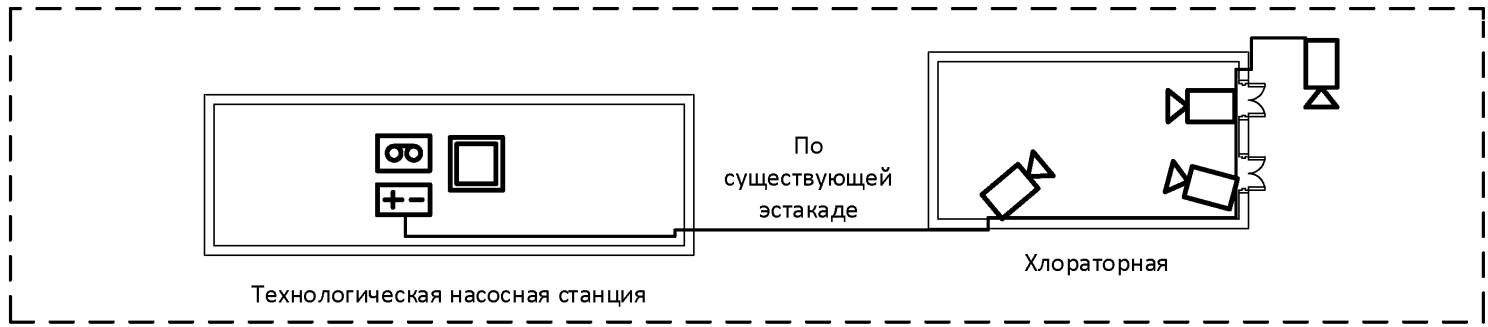 По
существующей
эстакаде
Хлораторная
Технологическая насосная станция